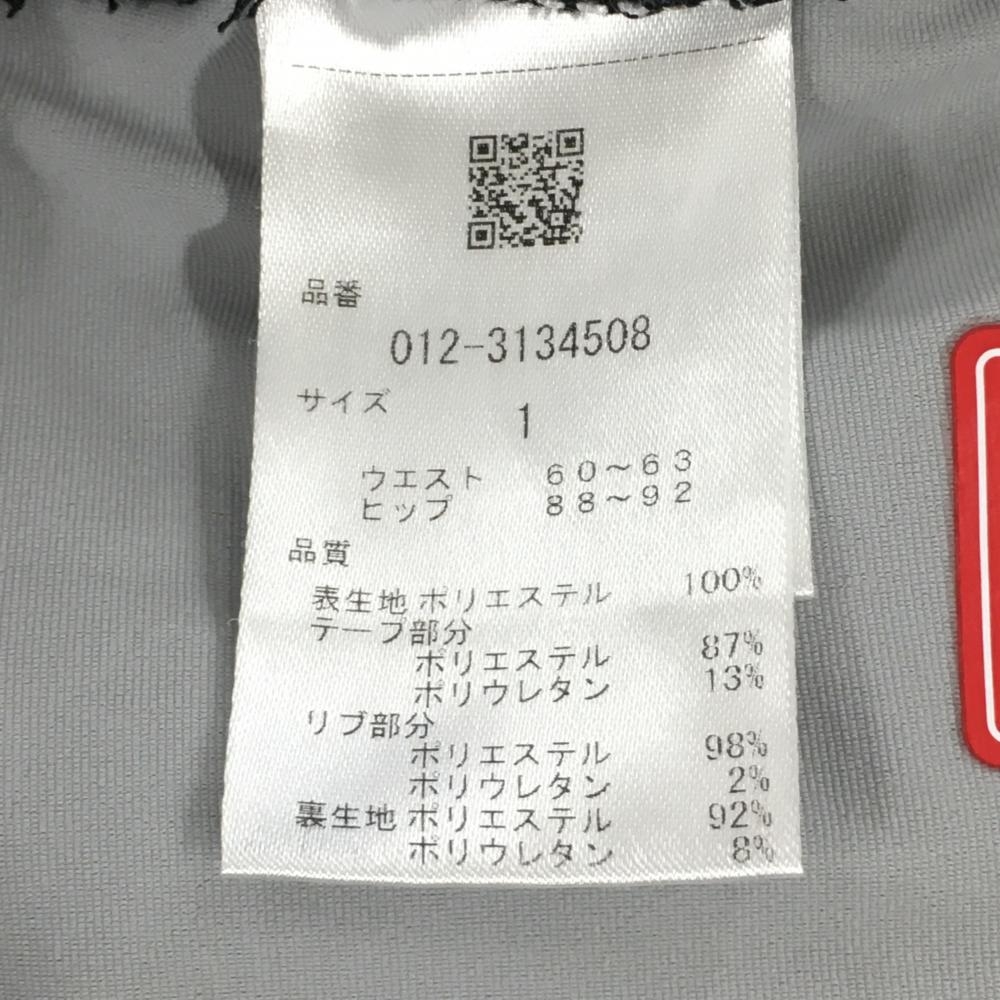 品番
012-3134508
サイズ
1
ウエスト 60～63
ヒップ 88～92
品質
表生地 ポリエステル 100%
テープ部分
ポリエステル 87%
ポリウレタン 13%
リブ部分
ポリエステル 98%
ポリウレタン 2%
裏生地 ポリエステル 92%
ポリウレタン 8%